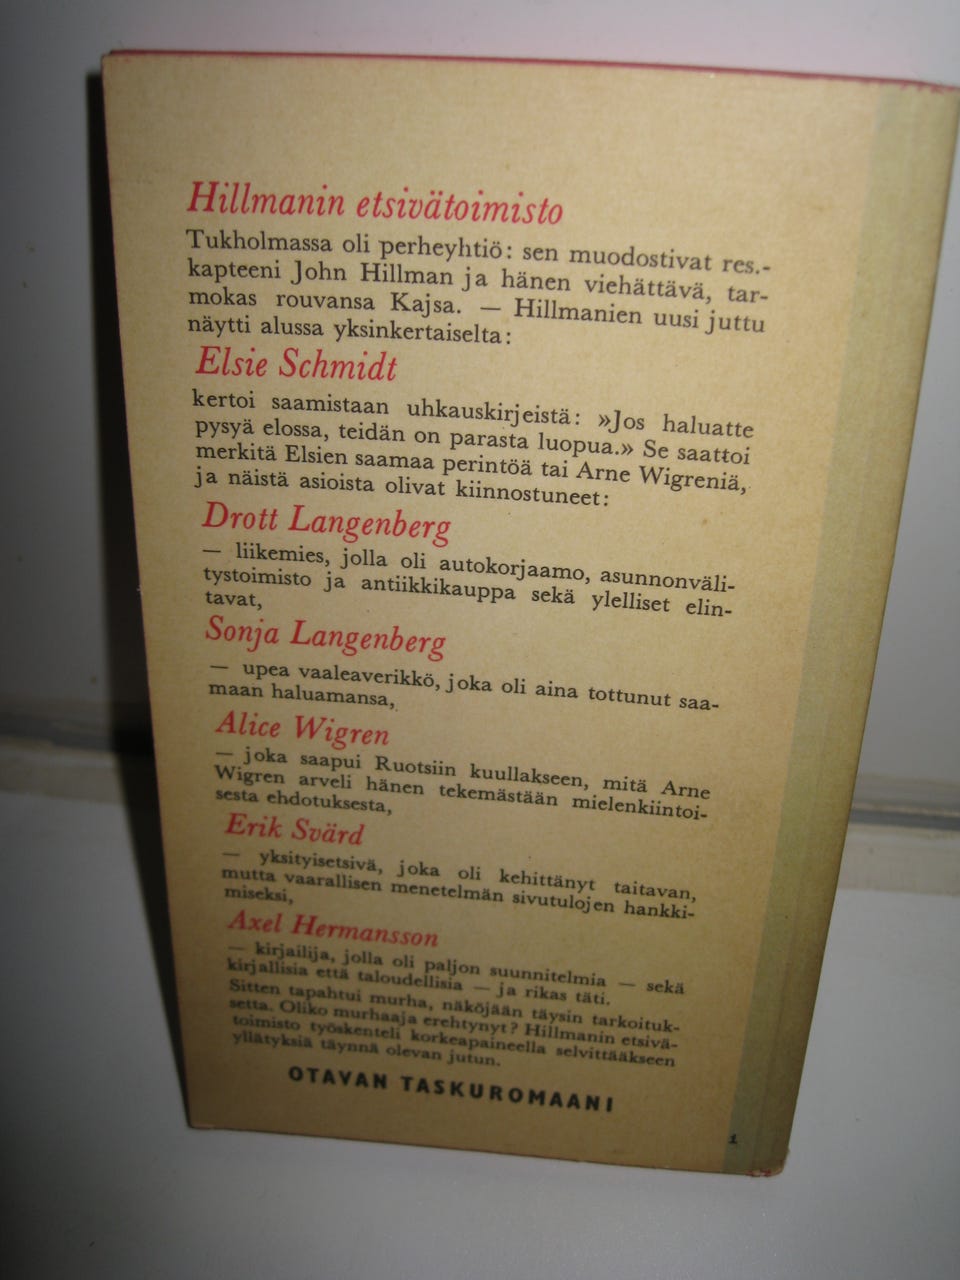 Hillmanin etsivätoimisto
Tukholmassa oli perheyhtiö: sen muodostivat res.-
kapteeni John Hillman ja hänen viehättävä, tar-
mokas rouvansa Kajsa. — Hillmanien uusi juttu
näytti alussa yksinkertaiselta:
Elsie Schmidt
kertoi saamistaan uhkauskirjeistä: »Jos haluatte
pysyä elossa, teidän on parasta luopua.» Se saattoi
merkitä Elsien saamaa perintöä tai Arne Wigreniä,
ja näistä asioista olivat kiinnostuneet:
Drott Langenberg
— liikemies, jolla oli autokorjaamo, asunnonväli-
tystoimisto ja antiikkikauppa sekä ylelliset elin-
tavat,
Sonja Langenberg
— upea vaaleaverikkö, joka oli aina tottunut saa-
maan haluamansa,
Alice Wigren
— joka saapui Ruotsiin kuullakseen, mitä Arne
Wigren arveli hänen tekemästään mielenkiintoi-
sesta ehdotuksesta,
Erik Svärd
— yksityisetsivä, joka oli kehittänyt taitavan,
mutta vaarallisen menetelmän sivutulojen hankki-
miseksi,
Axel Hermansson
— kirjailija, jolla oli paljon suunnitelmia — sekä
kirjallisia että taloudellisia — ja rikas täti.
Sitten tapahtui murha, näköjään täysin tarkoituk-
setta. Oliko murhaaja erehtynyt? Hillmanin etsivä-
toimisto työskenteli korkeapaineella selvittääkseen
yllätyksiä täynnä olevan jutun.
OTAVAN TASKUROMAANI
1